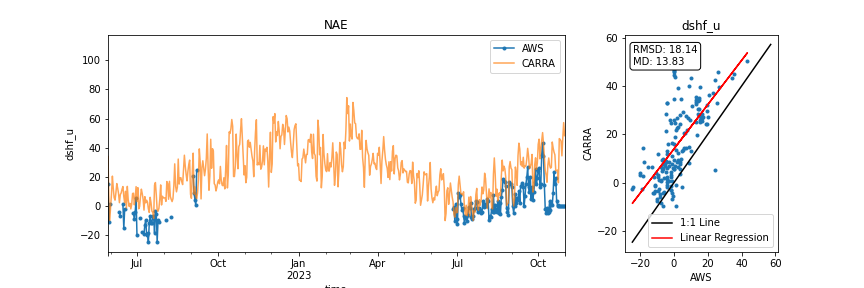 NAE
dshf_u
100
80
60
40
20
0
−20
AWS
CARRA
Jul
Oct
Jan
2023
Apr
Jul
Oct
time
dshf_u
CARRA
60
40
20
0
−20
RMSD: 18.14
MD: 13.83
1:1 Line
Linear Regression
−20
0
20
40
60
AWS